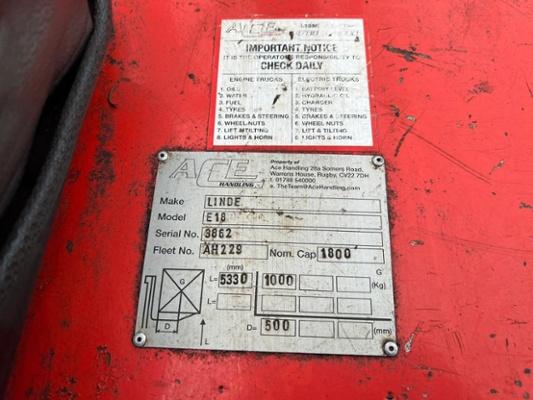 ACE
IMPORTANT NOTICE
IT IS THE OPERATORS RESPONSIBILITY TO
CHECK DAILY
ENGINE TRUCKS
1. OILS
2. WATER
3. FUEL
4. TYRES
5. BRAKES & STEERING
6. WHEEL-NUTS
7. LIFT & TILTING
8. LIGHTS & HORN
ELECTRIC TRUCKS
1. BATTERY LEVEL
2. HYDRAULIC OIL
3. CHARGER
4. TYRES
5. BRAKES & STEERING
6. WHEEL NUTS
7. LIFT & TILTING
8. LIGHTS & HORN
ACE
HANDLING
Property of
Ace Handling 28a Somers Road,
Warrens House, Rugby, CV22 7DH
t. 01788 540000
e. TheTeam@AceHandling.com
Make LINDE
Model E18
Serial No. 3862
Fleet No. AH229 Nom. Cap 1800
(mm) G
G L= 5330 1000 (Kg)
L=
D L D= 500 (mm)